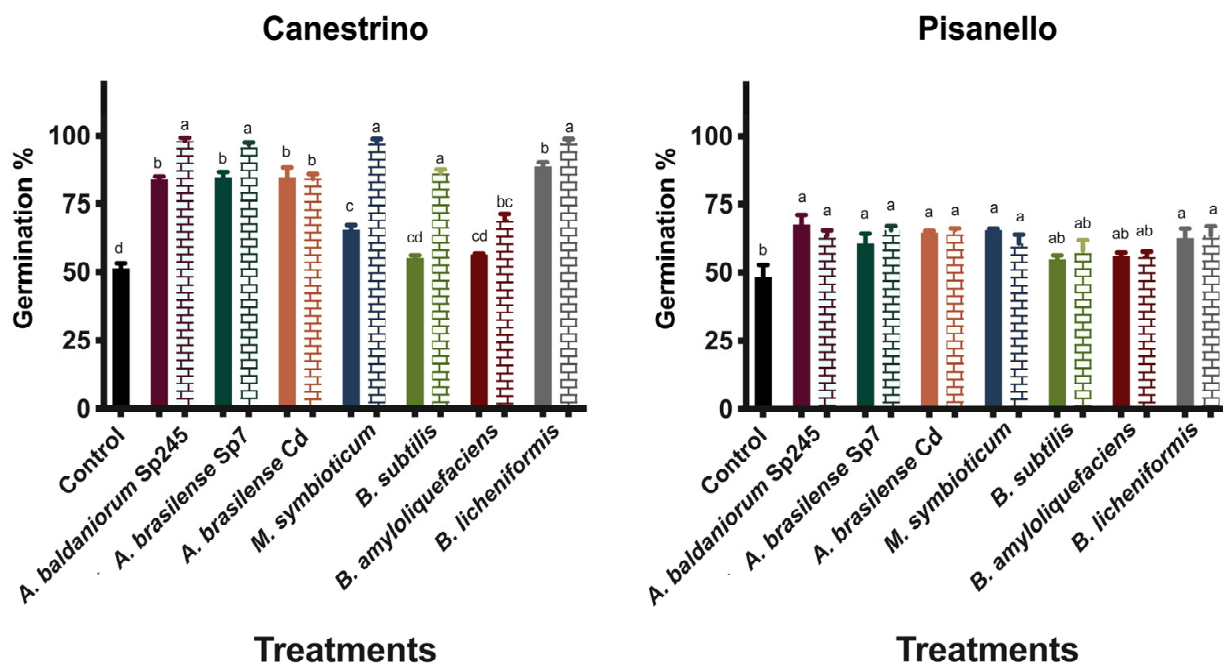 Canestrino
Germination %
100
75
50
25
0
d
b
a
b
a
b
b
c
a
cd
a
cd
bc
b
a
Control
A. baldaniorum Sp245
A. brasilense Sp7
A. brasilense Cd
M. symbioticum
B. subtilis
B. amyloliquefaciens
B. licheniformis
Treatments
Pisanello
Germination %
100
75
50
25
0
b
a
a
a
a
a
a
a
a
ab
ab
ab
ab
a
a
Control
A. baldaniorum Sp245
A. brasilense Sp7
A. brasilense Cd
M. symbioticum
B. subtilis
B. amyloliquefaciens
B. licheniformis
Treatments